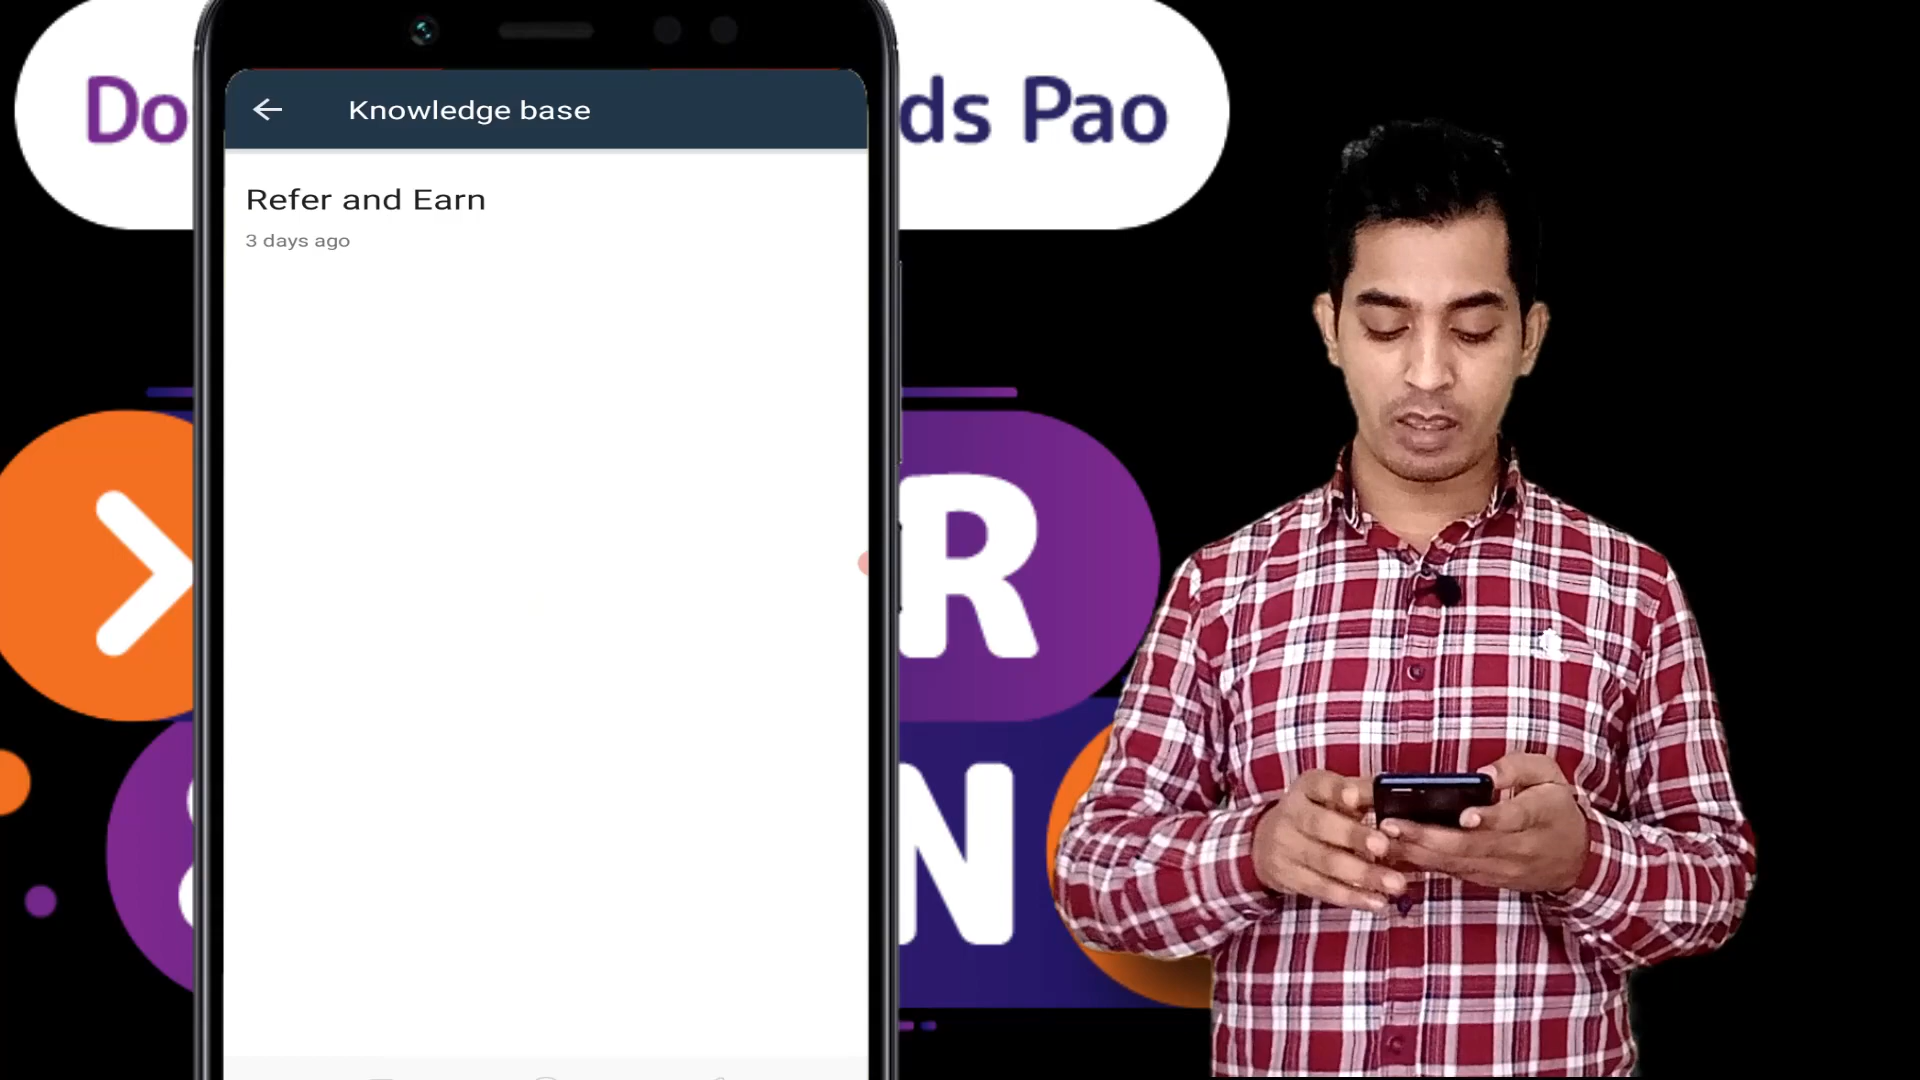 Do ds Pao
Knowledge base
Refer and Earn
3 days ago
R
N